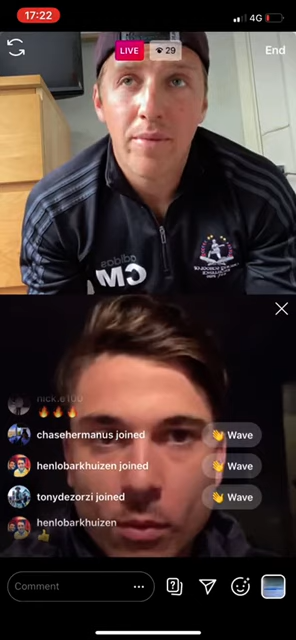 17:22
4G
LIVE
29
End
adidas
CM
nick.e100
🔥🔥🔥
chasehermanus joined
👋 Wave
henlobarkhuizen joined
👋 Wave
tonydezorzi joined
👋 Wave
henlobarkhuizen
👍
Comment